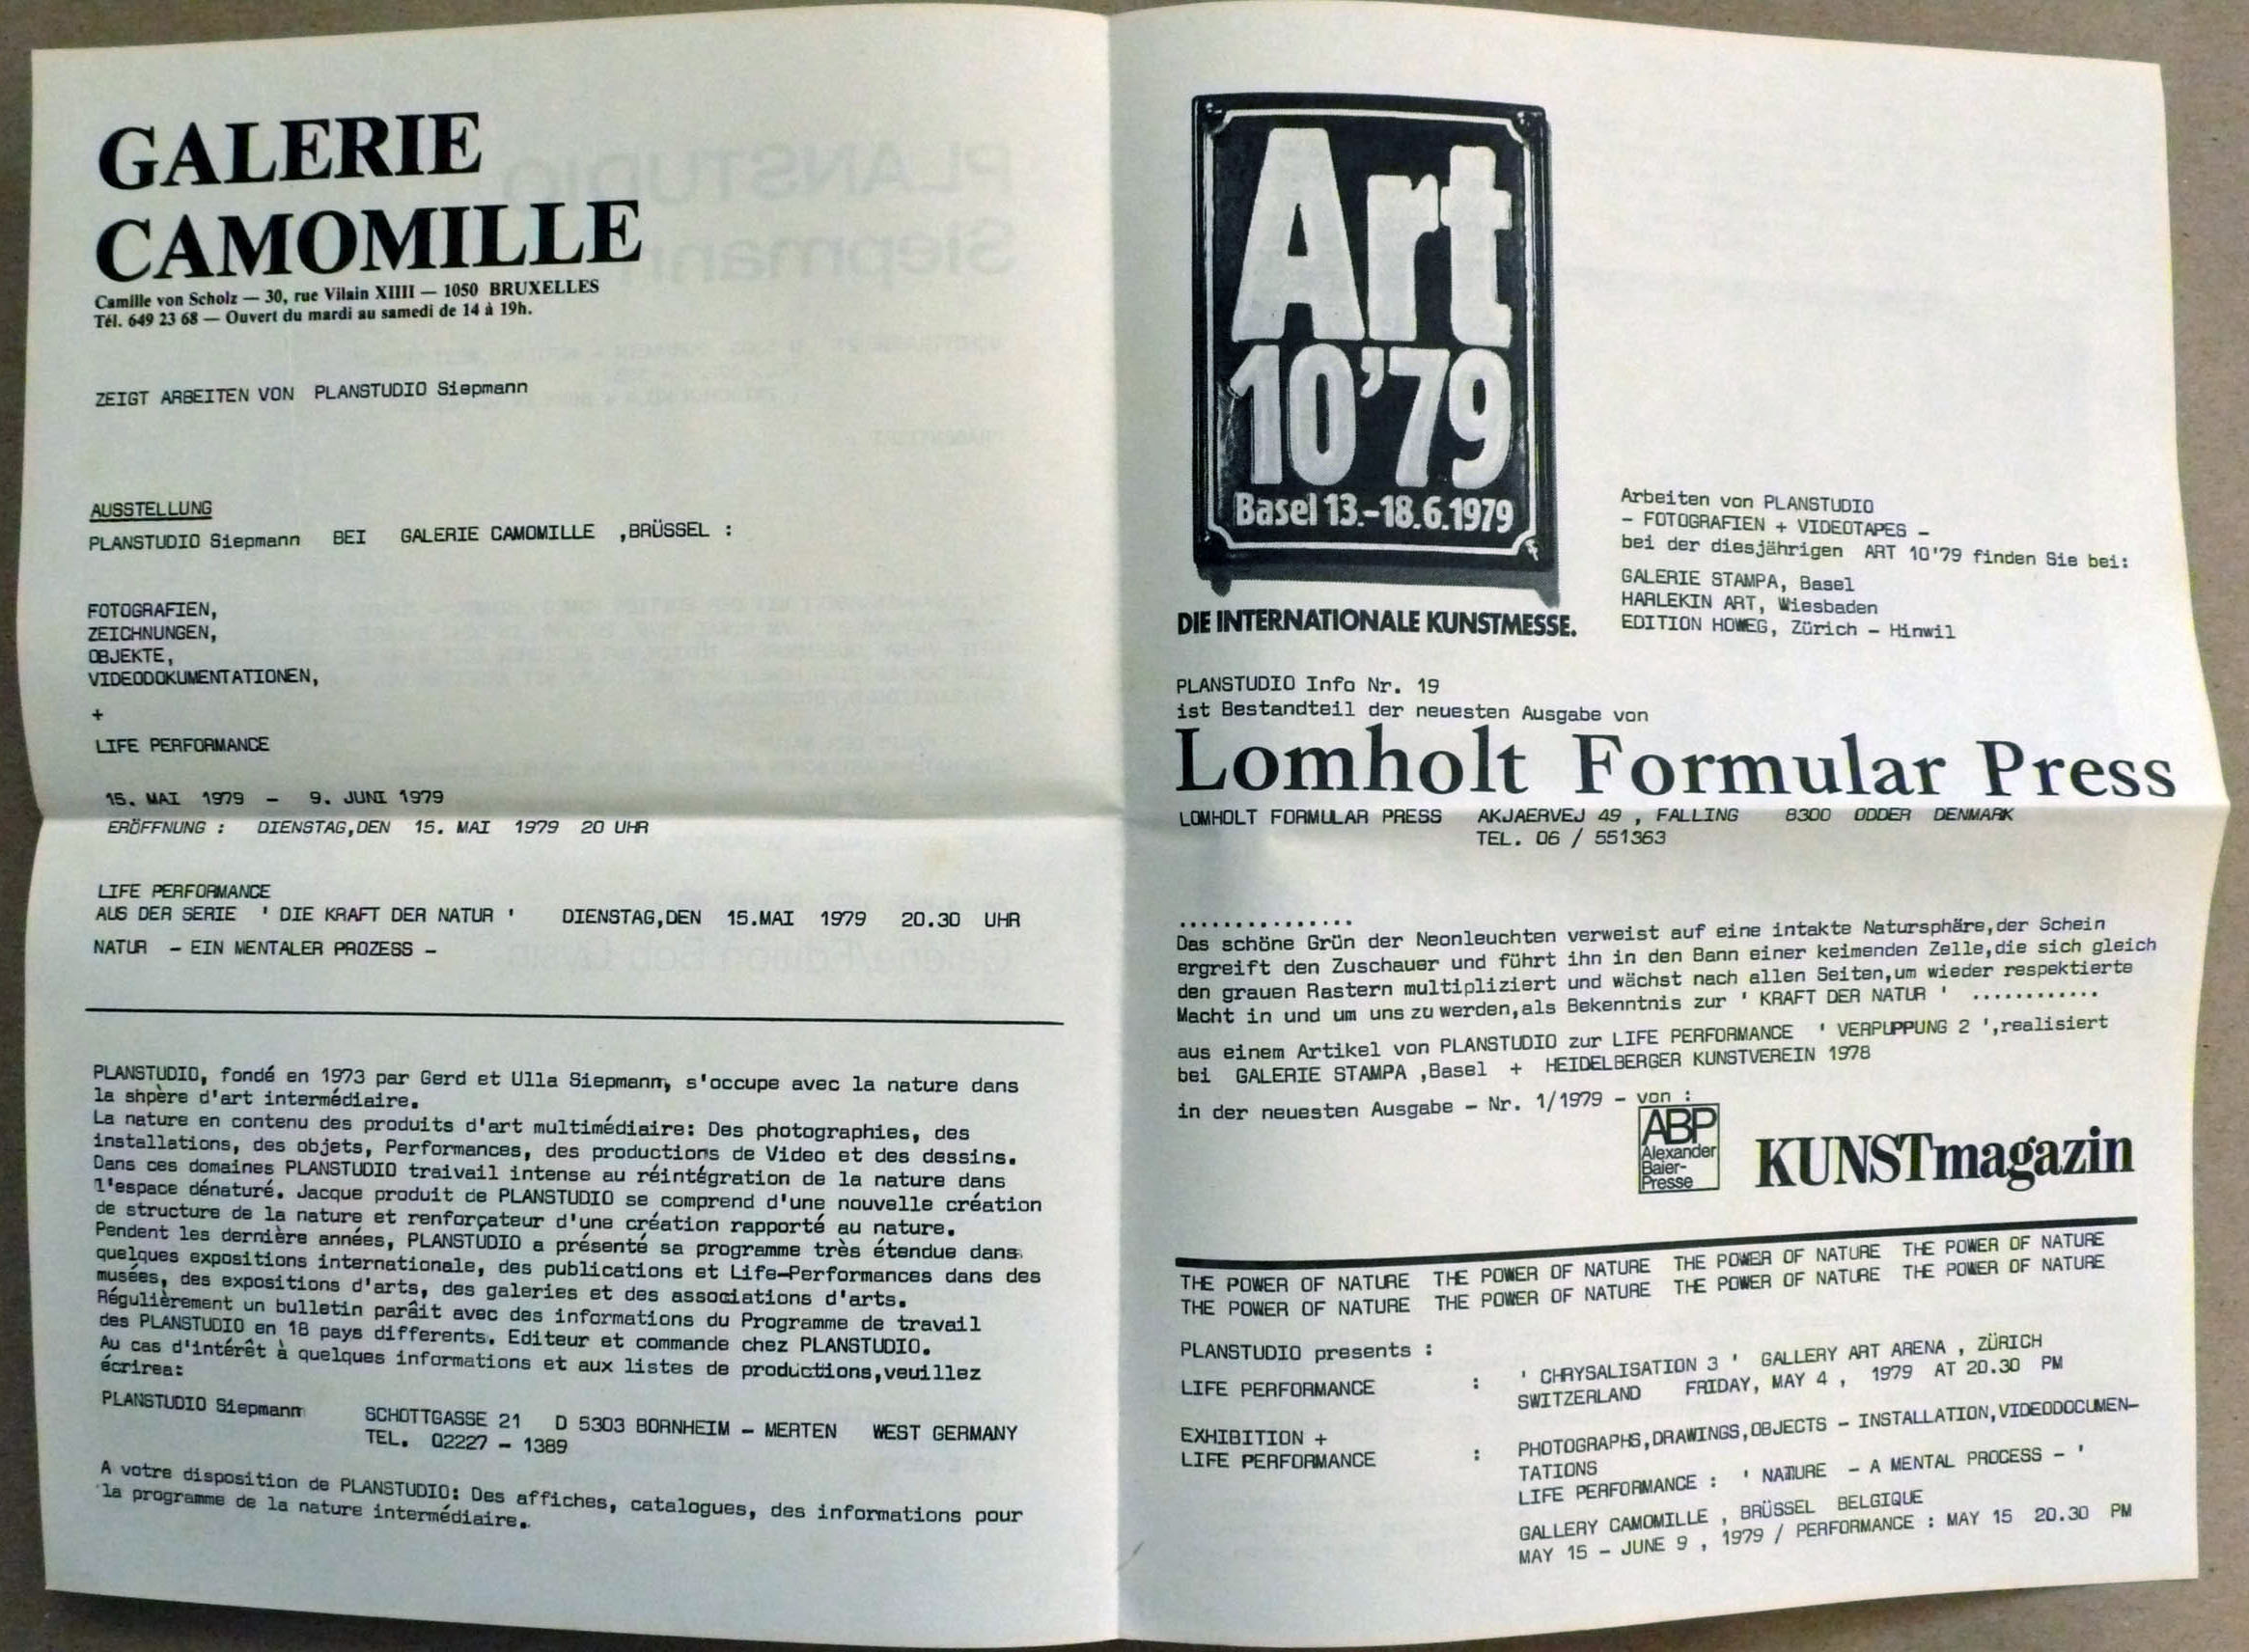 GALERIE
CAMOMILLE
Camille von Scholz — 30, rue Vilain XIIII — 1050 BRUXELLES
Tél. 649 23 68 — Ouvert du mardi au samedi de 14 à 19h.
ZEIGT ARBEITEN VON PLANSTUDIO Siepmann
AUSSTELLUNG
PLANSTUDIO Siepmann BEI GALERIE CAMOMILLE ,BRÜSSEL :
FOTOGRAFIEN,
ZEICHNUNGEN,
OBJEKTE,
VIDEODOKUMENTATIONEN,
+
LIFE PERFORMANCE
15. MAI 1979 – 9. JUNI 1979
ERÖFFNUNG : DIENSTAG,DEN 15. MAI 1979 20 UHR
LIFE PERFORMANCE
AUS DER SERIE ' DIE KRAFT DER NATUR ' DIENSTAG,DEN 15.MAI 1979 20.30 UHR
NATUR – EIN MENTALER PROZESS –
PLANSTUDIO, fondé en 1973 par Gerd et Ulla Siepmann, s'occupe avec la nature dans
la shpère d'art intermédiaire.
La nature en contenu des produits d'art multimédiaire: Des photographies, des
installations, des objets, Performances, des productions de Video et des dessins.
Dans ces domaines PLANSTUDIO traivail intense au réintégration de la nature dans
l'espace dénaturé. Jacque produit de PLANSTUDIO se comprend d'une nouvelle création
de structure de la nature et renforçateur d'une création rapporté au nature.
Pendent les dernière années, PLANSTUDIO a présenté sa programme très étendue dans
quelques expositions internationale, des publications et Life-Performances dans des
musées, des expositions d'arts, des galeries et des associations d'arts.
Régulièrement un bulletin parâit avec des informations du Programme de travail
des PLANSTUDIO en 18 pays differents. Editeur et commande chez PLANSTUDIO.
Au cas d'intérêt à quelques informations et aux listes de productions,veuillez
écrirea:
PLANSTUDIO Siepmann SCHOTTGASSE 21 D 5303 BORNHEIM – MERTEN WEST GERMANY
TEL. 02227 – 1389
A votre disposition de PLANSTUDIO: Des affiches, catalogues, des informations pour
la programme de la nature intermédiaire.
Art
10'79
Basel 13.–18.6.1979
DIE INTERNATIONALE KUNSTMESSE.
Arbeiten von PLANSTUDIO
– FOTOGRAFIEN + VIDEOTAPES –
bei der diesjährigen ART 10'79 finden Sie bei:
GALERIE STAMPA, Basel
HARLEKIN ART, Wiesbaden
EDITION HOWEG, Zürich – Hinwil
PLANSTUDIO Info Nr. 19
ist Bestandteil der neuesten Ausgabe von
Lomholt Formular Press
LOMHOLT FORMULAR PRESS AKJAERVEJ 49 , FALLING 8300 ODDER DENMARK
TEL. 06 / 551363
...............
Das schöne Grün der Neonleuchten verweist auf eine intakte Natursphäre,der Schein
ergreift den Zuschauer und führt ihn in den Bann einer keimenden Zelle,die sich gleich
den grauen Rastern multipliziert und wächst nach allen Seiten,um wieder respektierte
Macht in und um uns zu werden,als Bekenntnis zur ' KRAFT DER NATUR ' ............
aus einem Artikel von PLANSTUDIO zur LIFE PERFORMANCE ' VERPUPPUNG 2 ',realisiert
bei GALERIE STAMPA ,Basel + HEIDELBERGER KUNSTVEREIN 1978
in der neuesten Ausgabe – Nr. 1/1979 – von :
ABP
Alexander
Baier-
Presse
KUNSTmagazin
THE POWER OF NATURE THE POWER OF NATURE THE POWER OF NATURE THE POWER OF NATURE
THE POWER OF NATURE THE POWER OF NATURE THE POWER OF NATURE THE POWER OF NATURE
PLANSTUDIO presents :
LIFE PERFORMANCE : ' CHRYSALISATION 3 ' GALLERY ART ARENA , ZÜRICH
SWITZERLAND FRIDAY, MAY 4 , 1979 AT 20.30 PM
EXHIBITION +
LIFE PERFORMANCE : PHOTOGRAPHS,DRAWINGS,OBJECTS – INSTALLATION,VIDEODOCUMEN–
TATIONS
LIFE PERFORMANCE : ' NATURE – A MENTAL PROCESS – '
GALLERY CAMOMILLE , BRÜSSEL BELGIQUE
MAY 15 – JUNE 9 , 1979 / PERFORMANCE : MAY 15 20.30 PM